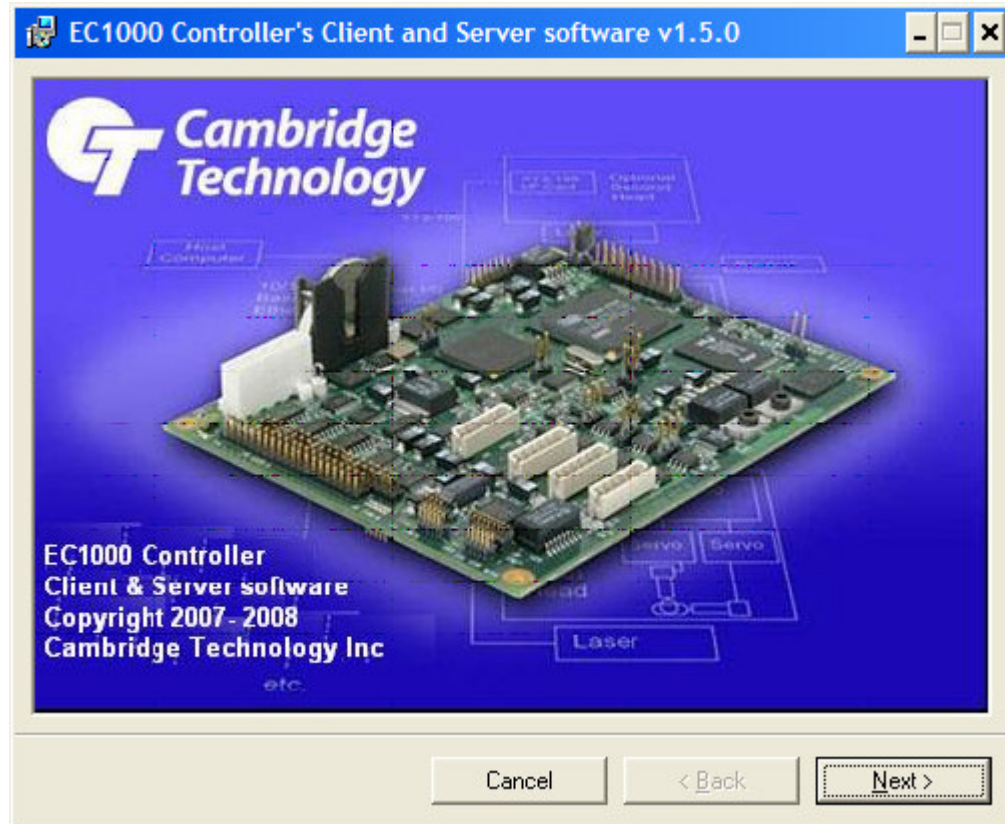 EC1000 Controller's Client and Server software v1.5.0
Cambridge
Technology
Optional
Second
Head
Host
Computer
Servo Servo
Laser
etc.
EC1000 Controller
Client & Server software
Copyright 2007-2008
Cambridge Technology Inc
Cancel < Back Next >